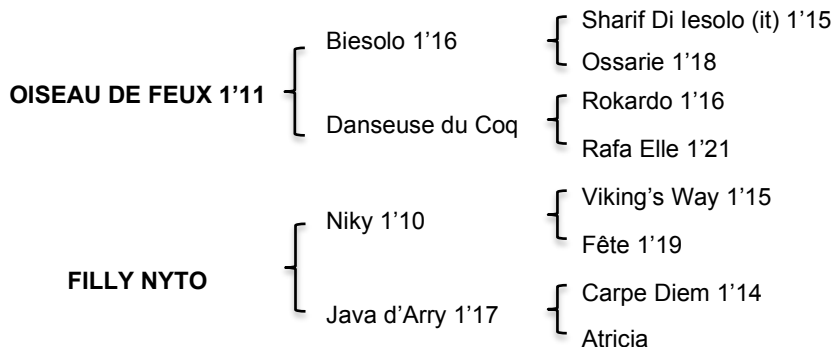 Sharif Di Iesolo (it) 1’15
Biesolo 1’16
Ossarie 1’18
OISEAU DE FEUX 1’11
Rokardo 1’16
Danseuse du Coq
Rafa Elle 1’21
Viking’s Way 1’15
Niky 1’10
Fête 1’19
FILLY NYTO
Carpe Diem 1’14
Java d’Arry 1’17
Atricia